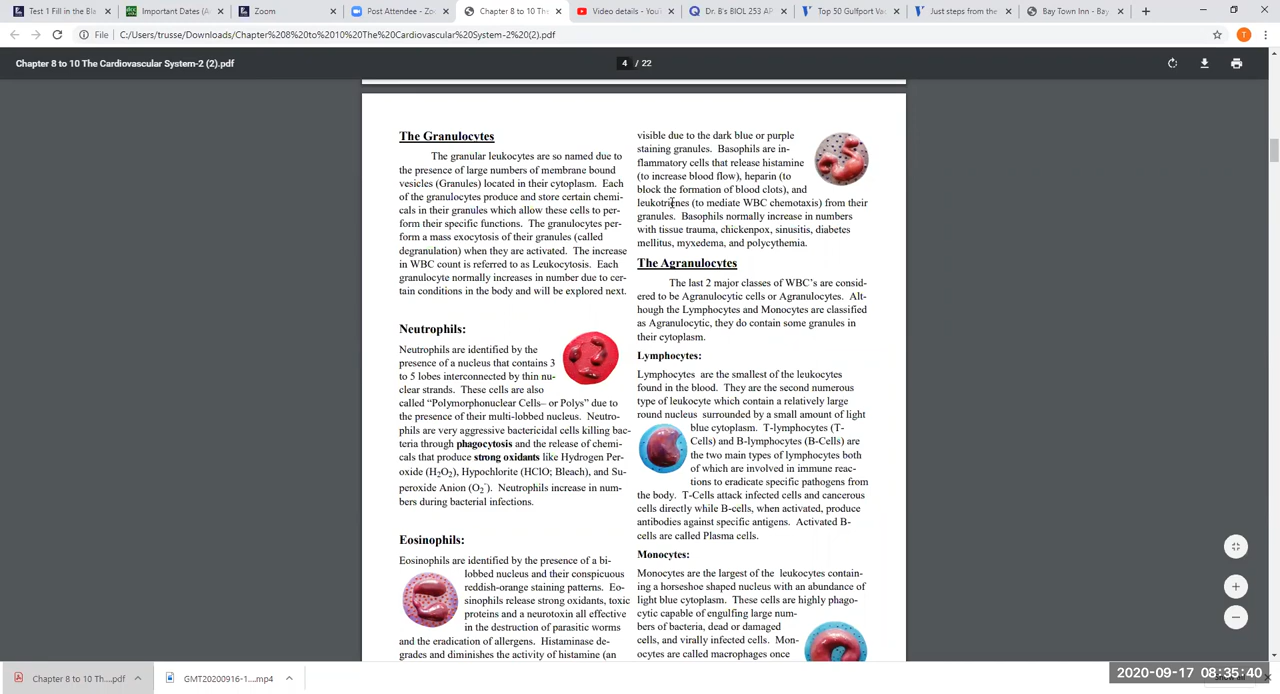 Test 1 Fill in the Bla
Important Dates (A
Zoom
Post Attendee - Zo
Chapter 8 to 10 Th
Video details - You
Dr. B's BIOL 253 AP
Top 50 Gulfport Va
Just steps from the
Bay Town Inn - Bay
File C:/Users/trusse/Downloads/Chapter%208%20to%2010%20The%20Cardiovascular%20System-2%20(2).pdf
T
Chapter 8 to 10 The Cardiovascular System-2 (2).pdf
4 / 22
The Granulocytes
The granular leukocytes are so named due to
the presence of large numbers of membrane bound
vesicles (Granules) located in their cytoplasm. Each
of the granulocytes produce and store certain chemi-
cals in their granules which allow these cells to per-
form their specific functions. The granulocytes per-
form a mass exocytosis of their granules (called
degranulation) when they are activated. The increase
in WBC count is referred to as Leukocytosis. Each
granulocyte normally increases in number due to cer-
tain conditions in the body and will be explored next.
Neutrophils:
Neutrophils are identified by the
presence of a nucleus that contains 3
to 5 lobes interconnected by thin nu-
clear strands. These cells are also
called “Polymorphonuclear Cells– or Polys” due to
the presence of their multi-lobbed nucleus. Neutro-
phils are very aggressive bactericidal cells killing bac-
teria through phagocytosis and the release of chemi-
cals that produce strong oxidants like Hydrogen Per-
oxide (H2O2), Hypochlorite (HClO; Bleach), and Su-
peroxide Anion (O2-). Neutrophils increase in num-
bers during bacterial infections.
Eosinophils:
Eosinophils are identified by the presence of a bi-
lobbed nucleus and their conspicuous
reddish-orange staining patterns. Eo-
sinophils release strong oxidants, toxic
proteins and a neurotoxin all effective
in the destruction of parasitic worms
and the eradication of allergens. Histaminase de-
grades and diminishes the activity of histamine (an
visible due to the dark blue or purple
staining granules. Basophils are in-
flammatory cells that release histamine
(to increase blood flow), heparin (to
block the formation of blood clots), and
leukotrienes (to mediate WBC chemotaxis) from their
granules. Basophils normally increase in numbers
with tissue trauma, chickenpox, sinusitis, diabetes
mellitus, myxedema, and polycythemia.
The Agranulocytes
The last 2 major classes of WBC's are consid-
ered to be Agranulocytic cells or Agranulocytes. Alt-
hough the Lymphocytes and Monocytes are classified
as Agranulocytic, they do contain some granules in
their cytoplasm.
Lymphocytes:
Lymphocytes are the smallest of the leukocytes
found in the blood. They are the second numerous
type of leukocyte which contain a relatively large
round nucleus surrounded by a small amount of light
blue cytoplasm. T-lymphocytes (T-
Cells) and B-lymphocytes (B-Cells) are
the two main types of lymphocytes both
of which are involved in immune reac-
tions to eradicate specific pathogens from
the body. T-Cells attack infected cells and cancerous
cells directly while B-cells, when activated, produce
antibodies against specific antigens. Activated B-
cells are called Plasma cells.
Monocytes:
Monocytes are the largest of the leukocytes contain-
ing a horseshoe shaped nucleus with an abundance of
light blue cytoplasm. These cells are highly phago-
cytic capable of engulfing large num-
bers of bacteria, dead or damaged
cells, and virally infected cells. Mon-
ocytes are called macrophages once
Chapter 8 to 10 Th....pdf
GMT20200916-1....mp4
2020-09-17 08:35:40